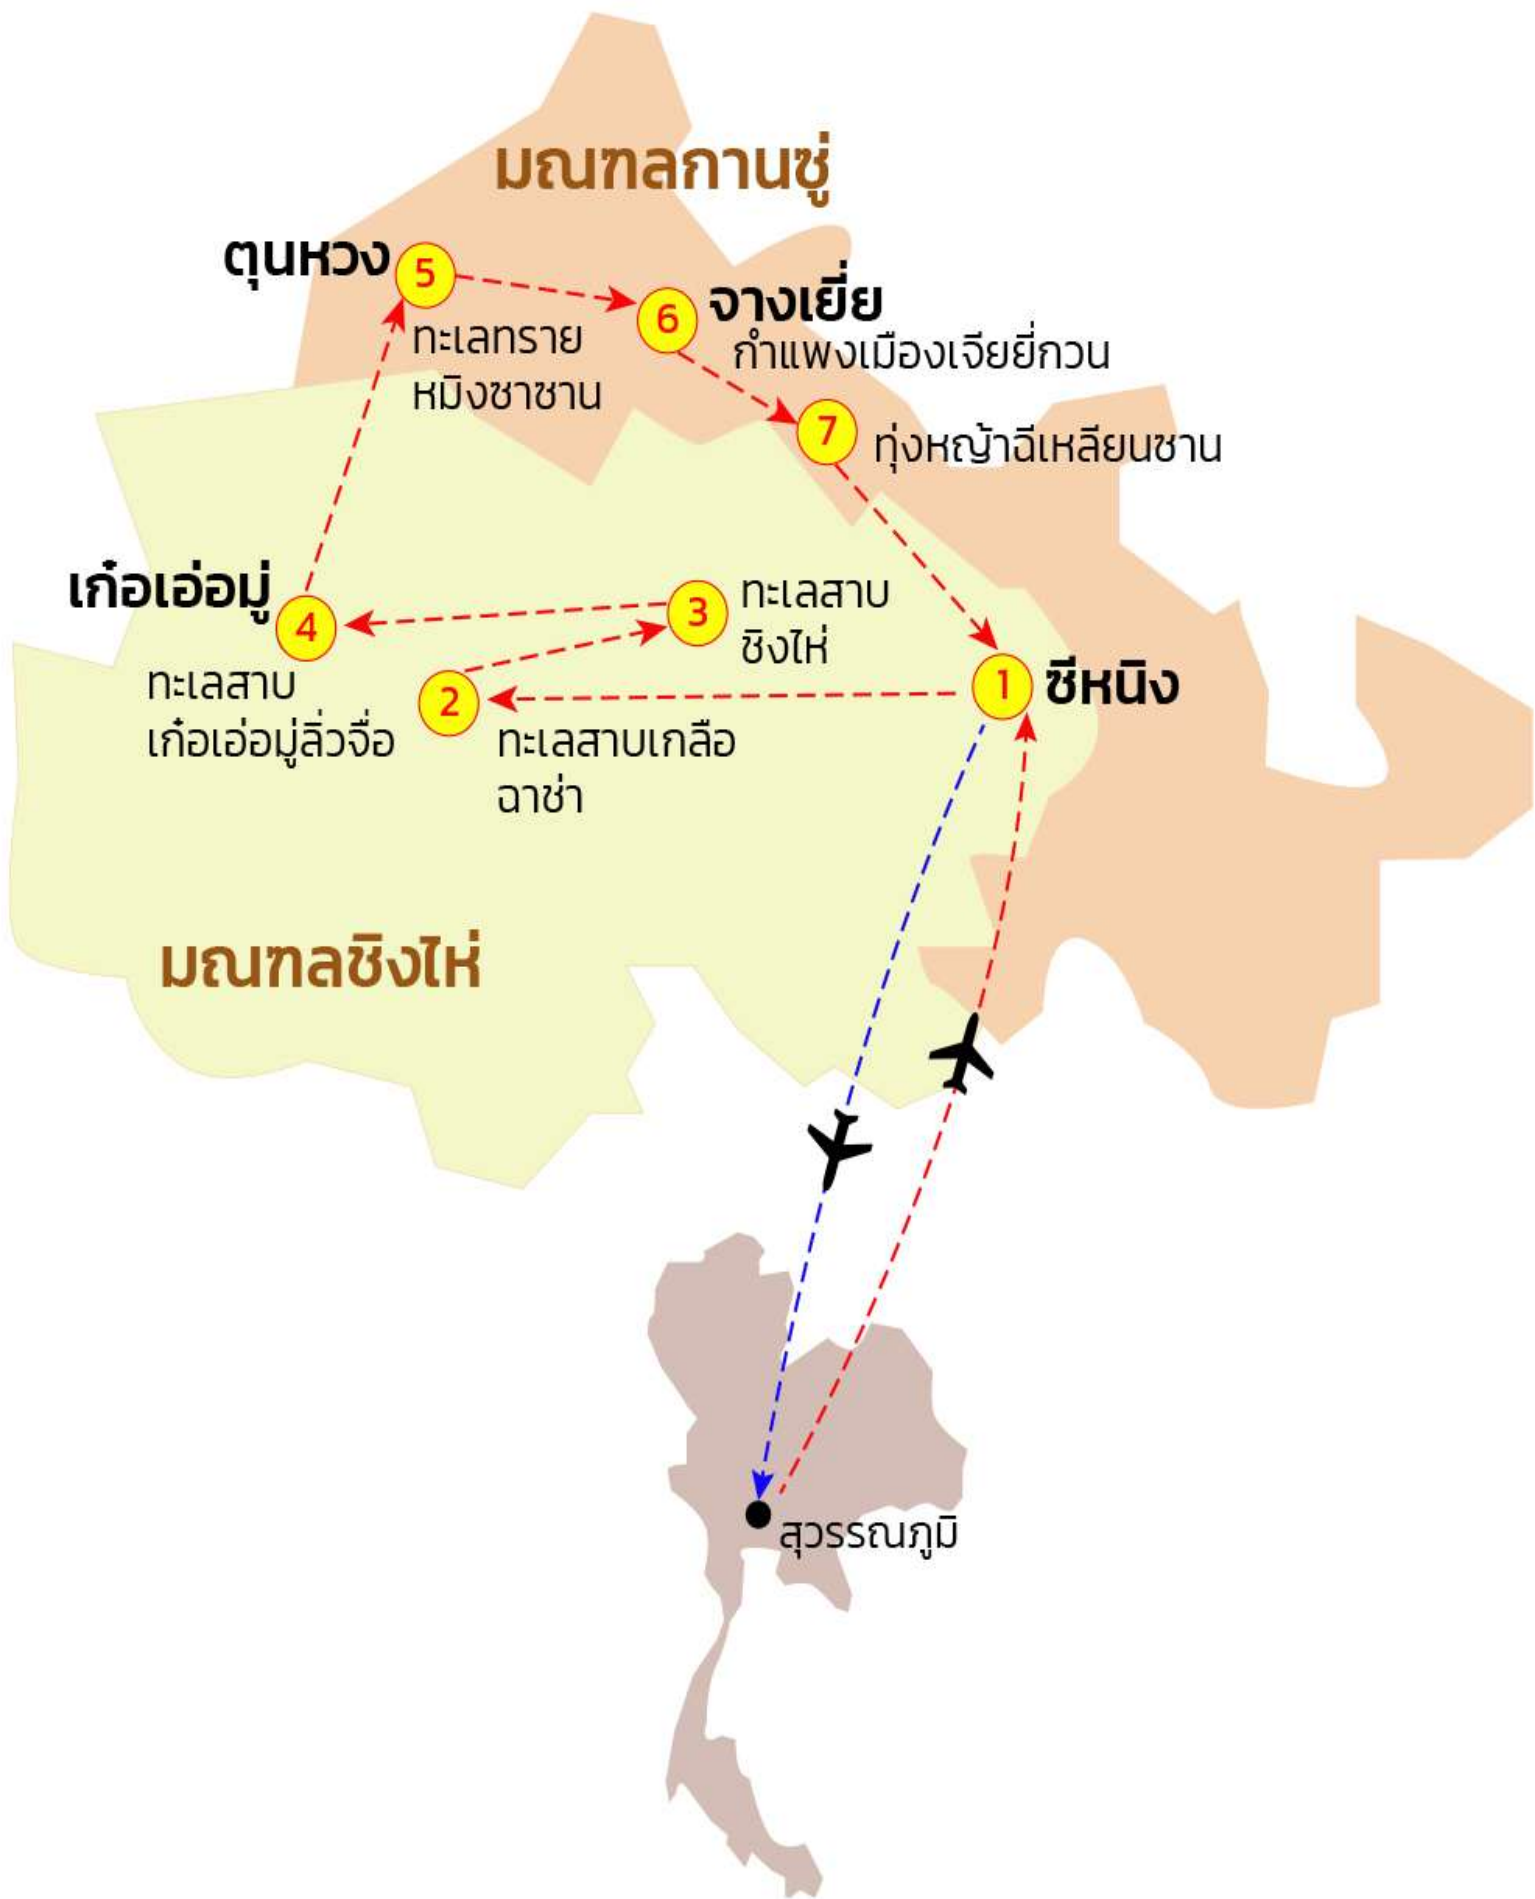 มณฑลกานซู่
ตุนหวง
5
ทะเลทราย
หมิงซาซาน
6
จางเยี่ย
กำแพงเมืองเจียยี่กวน
7
ทุ่งหญ้าฉีเหลียนซาน
เก๋อเอ่อมู่
4
ทะเลสาบ
เก๋อเอ่อมู่ลิ่วจื่อ
3
ทะเลสาบ
ชิงไห่
2
ทะเลสาบเกลือ
ฉาช่า
1
ซีหนิง
มณฑลชิงไห่
สุวรรณภูมิ